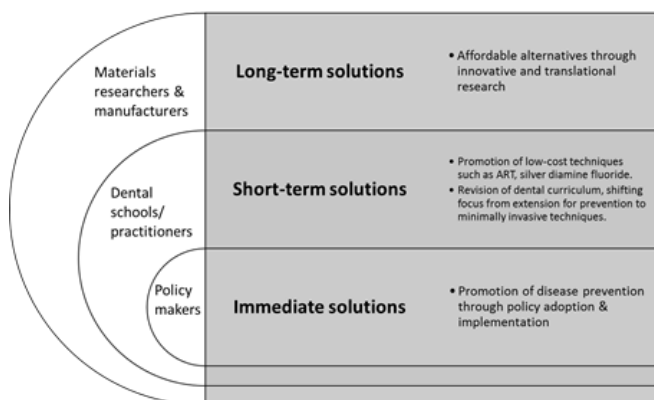 Materials
researchers &
manufacturers
Long-term solutions
• Affordable alternatives through
innovative and translational
research
Dental
schools/
practitioners
Short-term solutions
• Promotion of low-cost techniques
such as ART, silver diamine fluoride.
• Revision of dental curriculum, shifting
focus from extension for prevention to
minimally invasive techniques.
Policy
makers
Immediate solutions
• Promotion of disease prevention
through policy adoption &
implementation